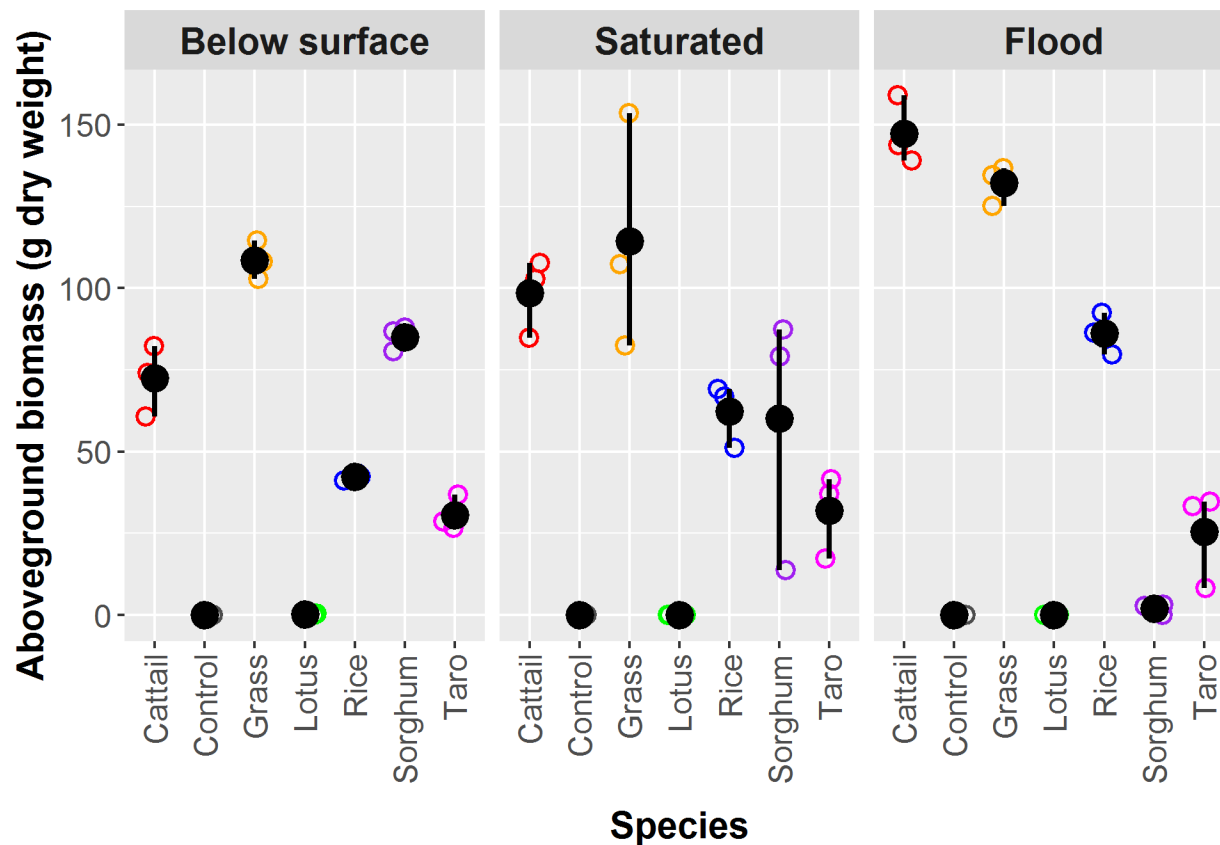 Below surface
Saturated
Flood
Aboveground biomass (g dry weight)
150
100
50
0
Cattail
Control
Grass
Lotus
Rice
Sorghum
Taro
Cattail
Control
Grass
Lotus
Rice
Sorghum
Taro
Cattail
Control
Grass
Lotus
Rice
Sorghum
Taro
Species